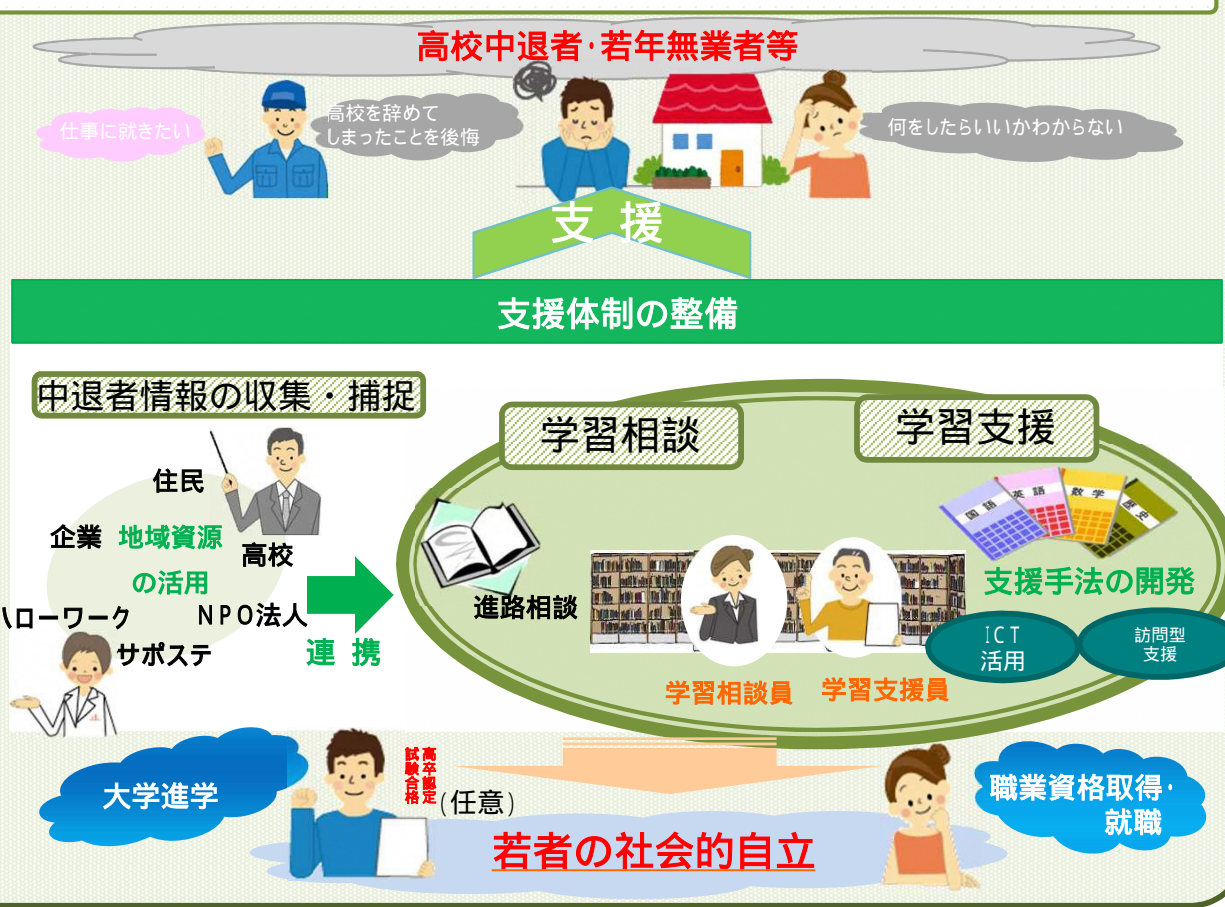 高校中退者・若年無業者等
仕事に就きたい
高校を辞めて
しまったことを後悔
何をしたらいいかわからない
支 援
支援体制の整備
中退者情報の収集・捕捉
学習相談
学習支援
住民
企業
地域資源
の活用
高校
ハローワーク
NPO法人
サポステ
連 携
進路相談
国語
英語
数学
歴史
支援手法の開発
ICT
活用
訪問型
支援
学習相談員
学習支援員
大学進学
高卒認定
試験合格
(任意)
職業資格取得・
就職
若者の社会的自立